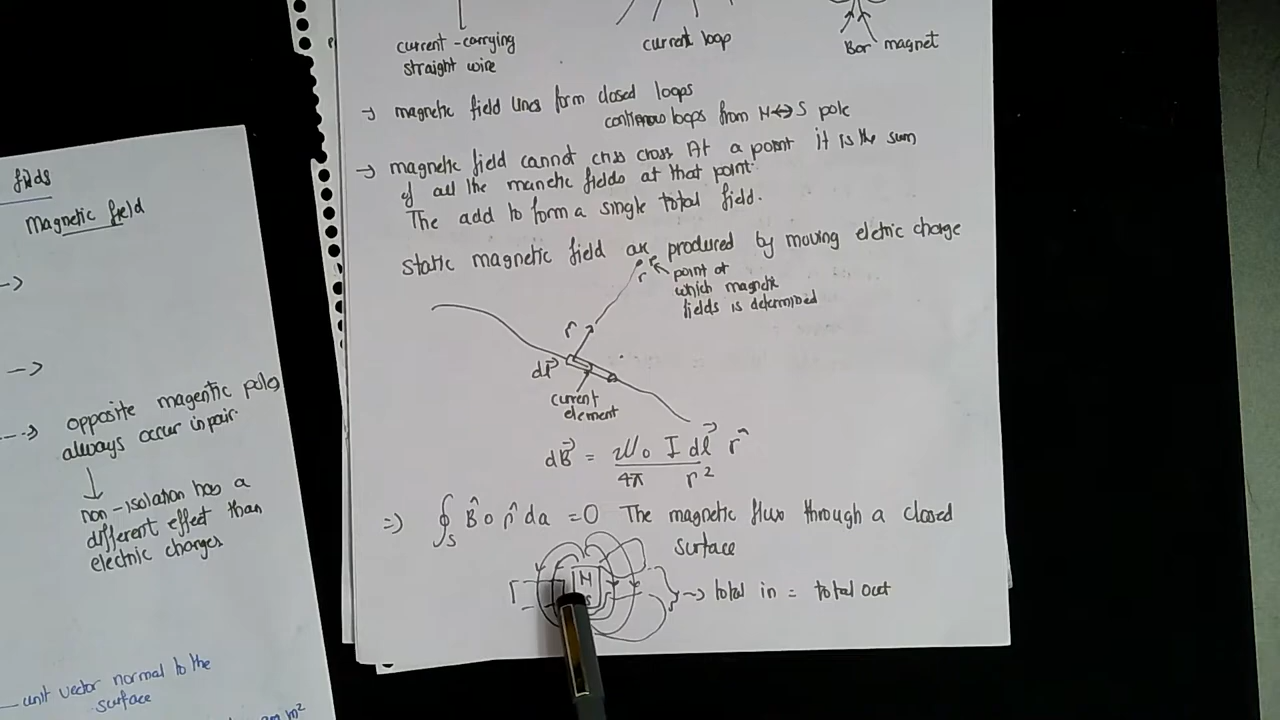 current-carrying
straight wire
current loop
Bar magnet
-> magnetic field lines form closed loops
continuous loops from N<->S pole
-> magnetic field cannot criss cross At a point it is the sum
of all the manetic fields at that point.
The add to form a single total field.
static magnetic field are produced by moving eletric charge
r
point at
which magnetic
fields is determined
r
dl
current
element
dB⃗ = μ₀ I dl⃗ r̂
4π r²
=> ∮S B̂ o n̂ da = 0 The magnetic flux through a closed
surface
N
~> total in = total out
fields
Magnetic field
->
->
--> opposite magentic poles
always occur in pair
↓
non-isolation has a
different effect than
electric charges
unit vector normal to the
surface
m²